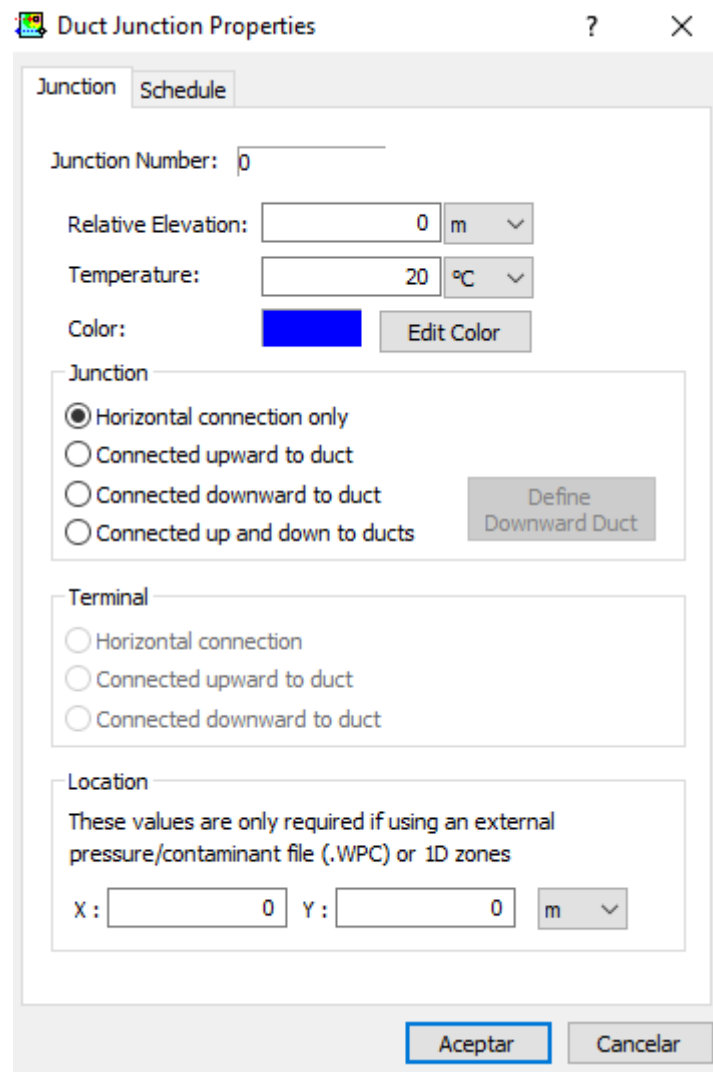 Duct Junction Properties ?
Junction Schedule
Junction Number: 0
Relative Elevation: 0 m
Temperature: 20 ºC
Color: Edit Color
Junction
Horizontal connection only
Connected upward to duct
Connected downward to duct
Connected up and down to ducts
Define
Downward Duct
Terminal
Horizontal connection
Connected upward to duct
Connected downward to duct
Location
These values are only required if using an external
pressure/contaminant file (.WPC) or 1D zones
X : 0 Y : 0 m
Aceptar Cancelar